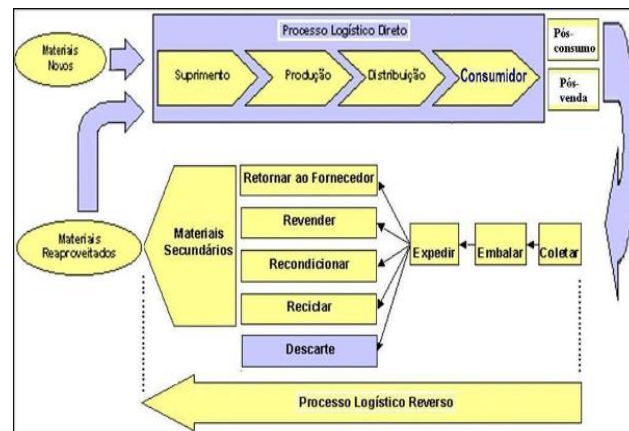 Processo Logístico Direto
Materiais
Novos
Suprimento
Produção
Distribuição
Consumidor
Pós-
consumo
Pós-
venda
Materiais
Reaproveitados
Materiais
Secundários
Retornar ao Fornecedor
Revender
Recondicionar
Reciclar
Descarte
Expedir
Embalar
Coletar
Processo Logístico Reverso